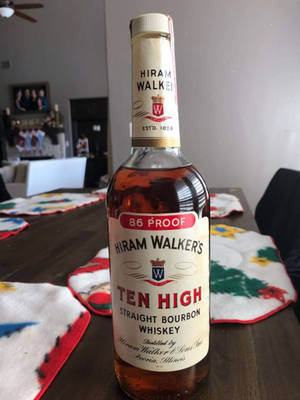 HIRAM
WALKER
W
ESTD. 1858
86 PROOF
HIRAM WALKER'S
W
TEN HIGH
STRAIGHT BOURBON
WHISKEY
Distilled by
Hiram Walker & Sons Inc.
Peoria, Illinois